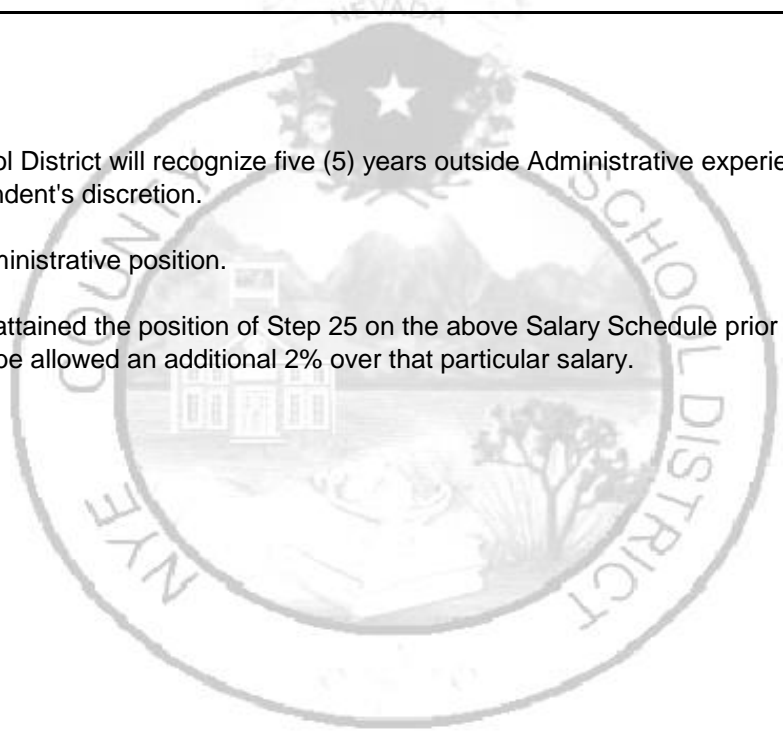 NEVADA
ol District will recognize five (5) years outside Administrative experie
ndent's discretion.
ministrative position.
attained the position of Step 25 on the above Salary Schedule prior
be allowed an additional 2% over that particular salary.
NYE COUNTY SCHOOL DISTRICT